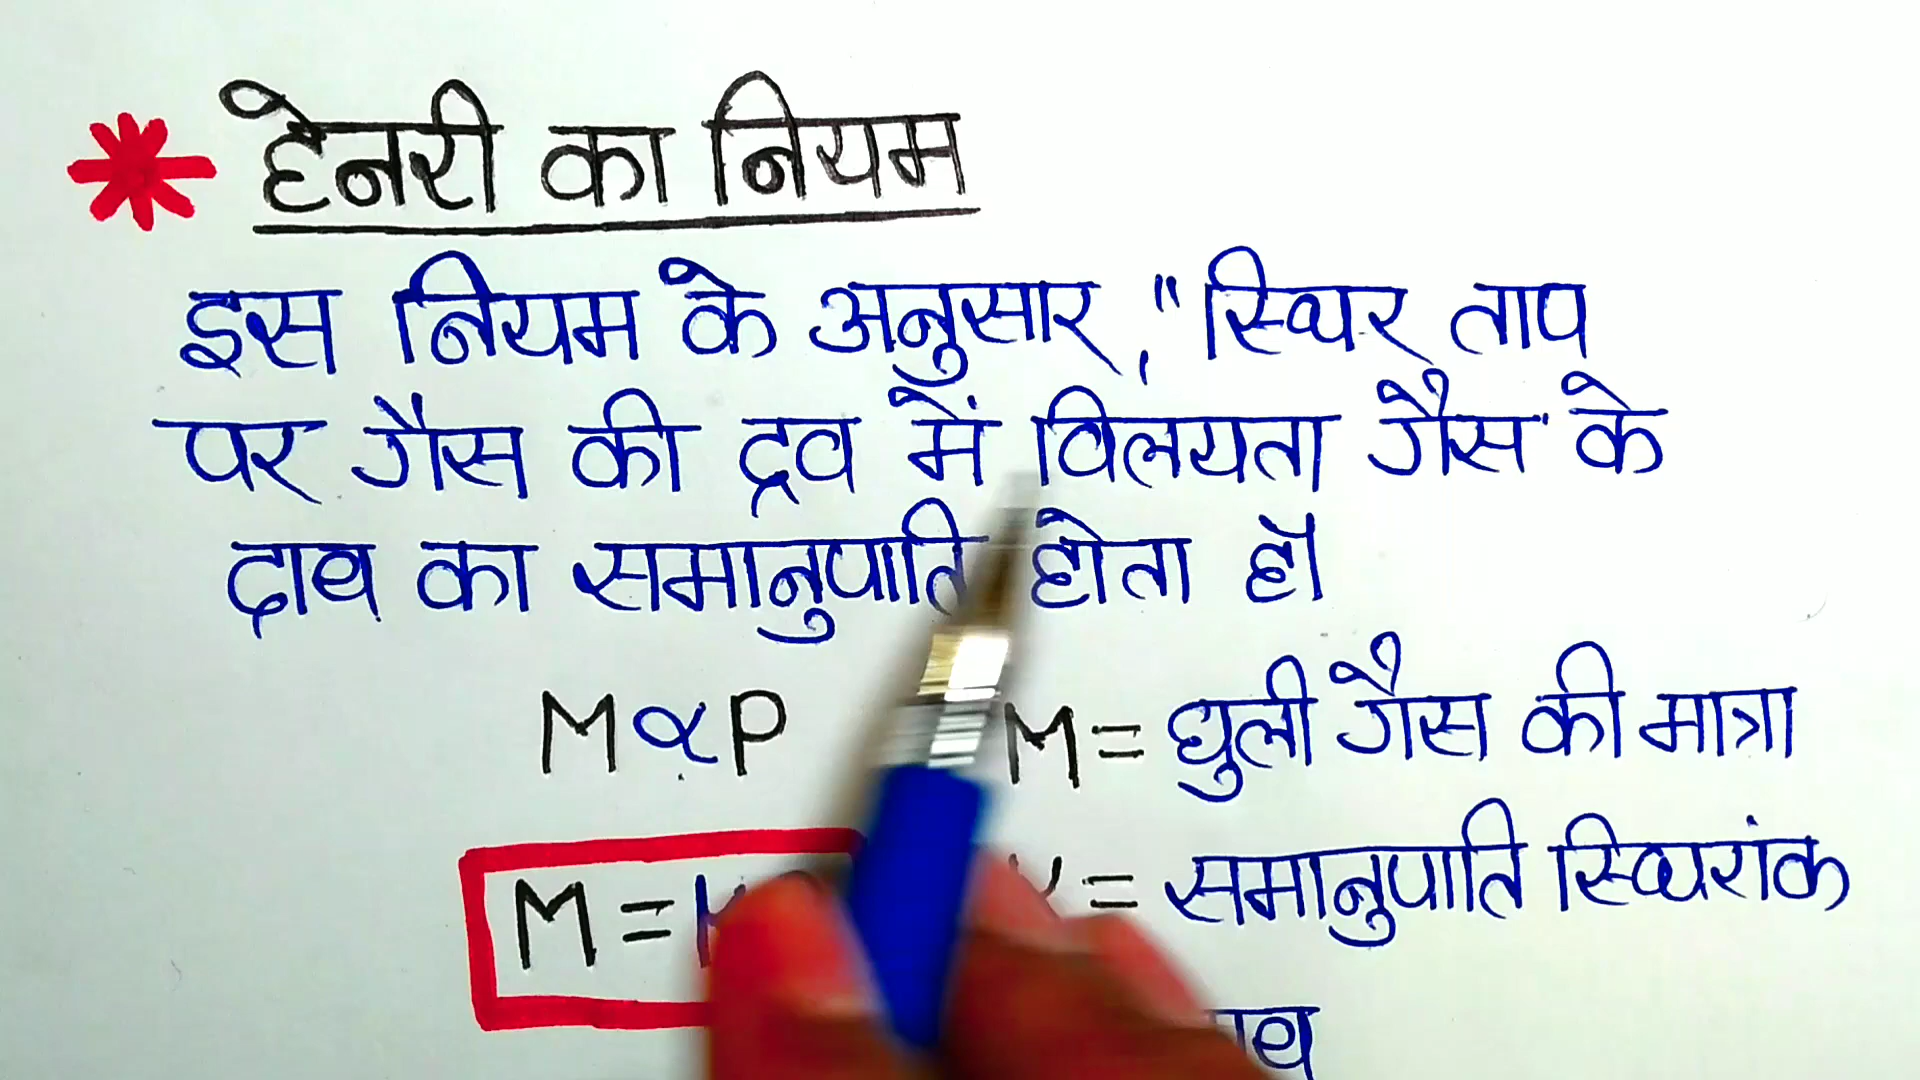 हेनरी का नियम
इस नियम के अनुसार, "स्थिर ताप
पर गैस की द्रव में विलयता गैस के
दाब का समानुपाति होता हैं।
M ∝ P
M = घुली गैस की मात्रा
M =
= समानुपाति स्थिरांक